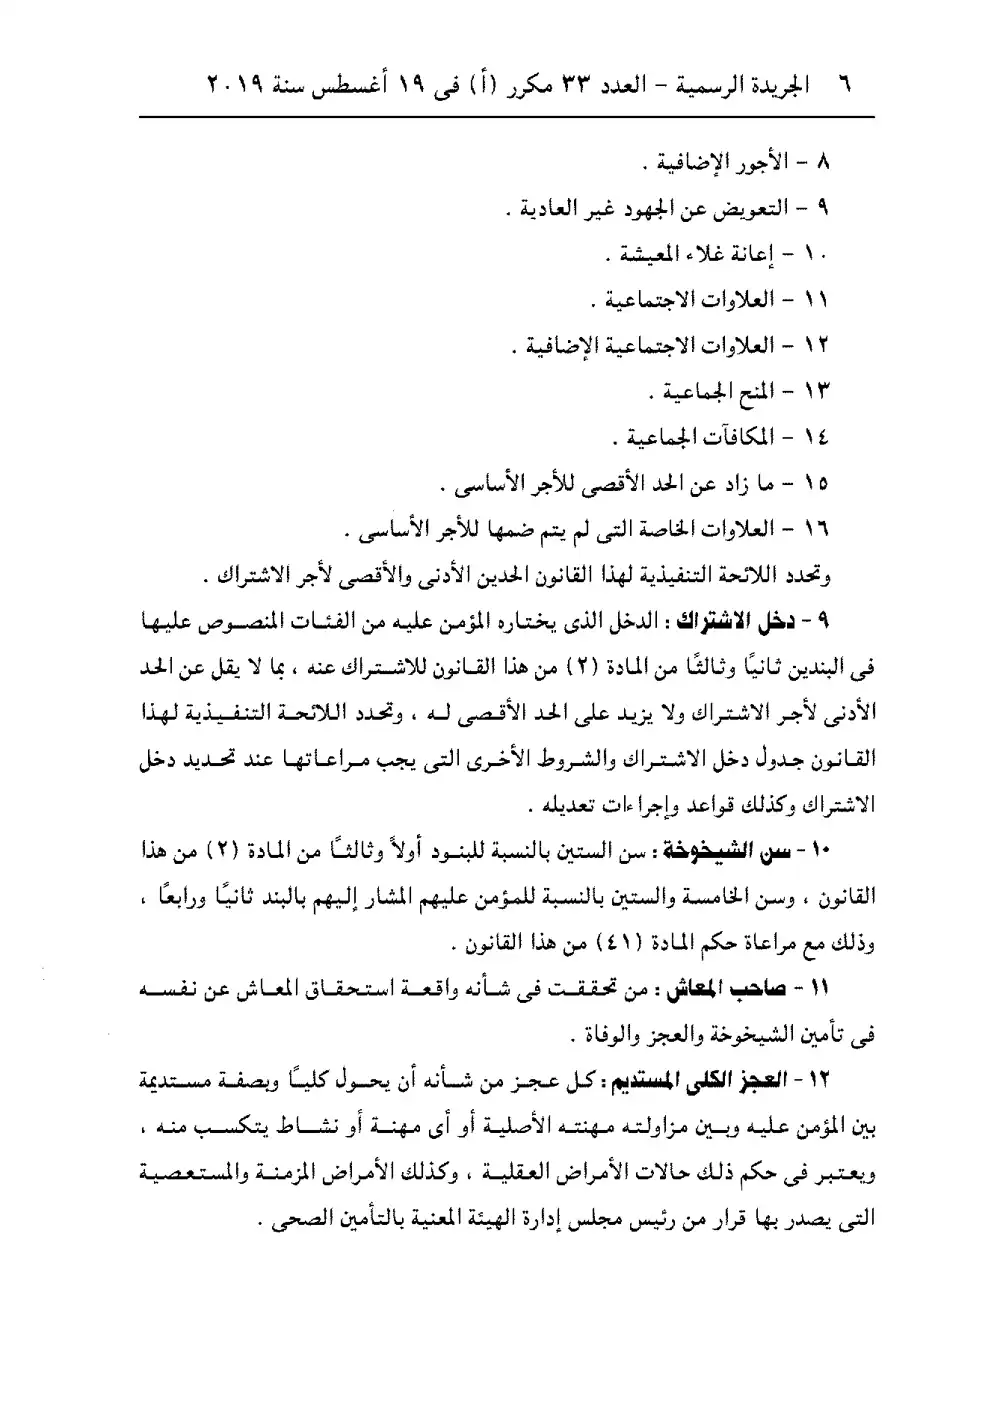 ٦ الجريدة الرسمية - العدد ٣٣ مكرر (أ) فى ١٩ أغسطس سنة ٢٠١٩
٨ - الأجور الإضافية .
٩ - التعويض عن الجهود غير العادية .
١٠ - إعانة غلاء المعيشة .
١١ - العلاوات الاجتماعية .
١٢ - العلاوات الاجتماعية الإضافية .
١٣ - المنح الجماعية .
١٤ - المكافآت الجماعية .
١٥ - ما زاد عن الحد الأقصى للأجر الأساسى .
١٦ - العلاوات الخاصة التى لم يتم ضمها للأجر الأساسى .
وتحدد اللائحة التنفيذية لهذا القانون الحدين الأدنى والأقصى لأجر الاشتراك .
٩ - دخل الاشتراك : الدخل الذى يختاره المؤمن عليه من الفئات المنصوص عليها
فى البندين ثانيًا وثالثًا من المادة (٢) من هذا القانون للاشتراك عنه ، بما لا يقل عن الحد
الأدنى لأجر الاشتراك ولا يزيد على الحد الأقصى له ، وتحدد اللائحة التنفيذية لهذا
القانون جدول دخل الاشتراك والشروط الأخرى التى يجب مراعاتها عند تحديد دخل
الاشتراك وكذلك قواعد وإجراءات تعديله .
١٠ - سن الشيخوخة : سن الستين بالنسبة للبنود أولاً وثالثًا من المادة (٢) من هذا
القانون ، وسن الخامسة والستين بالنسبة للمؤمن عليهم المشار إليهم بالبند ثانيًا ورابعًا ،
وذلك مع مراعاة حكم المادة (٤١) من هذا القانون .
١١ - صاحب المعاش : من تحققت فى شأنه واقعة استحقاق المعاش عن نفسه
فى تأمين الشيخوخة والعجز والوفاة .
١٢ - العجز الكلى المستديم : كل عجز من شأنه أن يحول كليًا وبصفة مستديمة
بين المؤمن عليه وبين مزاولته مهنته الأصلية أو أى مهنة أو نشاط يتكسب منه ،
ويعتبر فى حكم ذلك حالات الأمراض العقلية ، وكذلك الأمراض المزمنة والمستعصية
التى يصدر بها قرار من رئيس مجلس إدارة الهيئة المعنية بالتأمين الصحى .